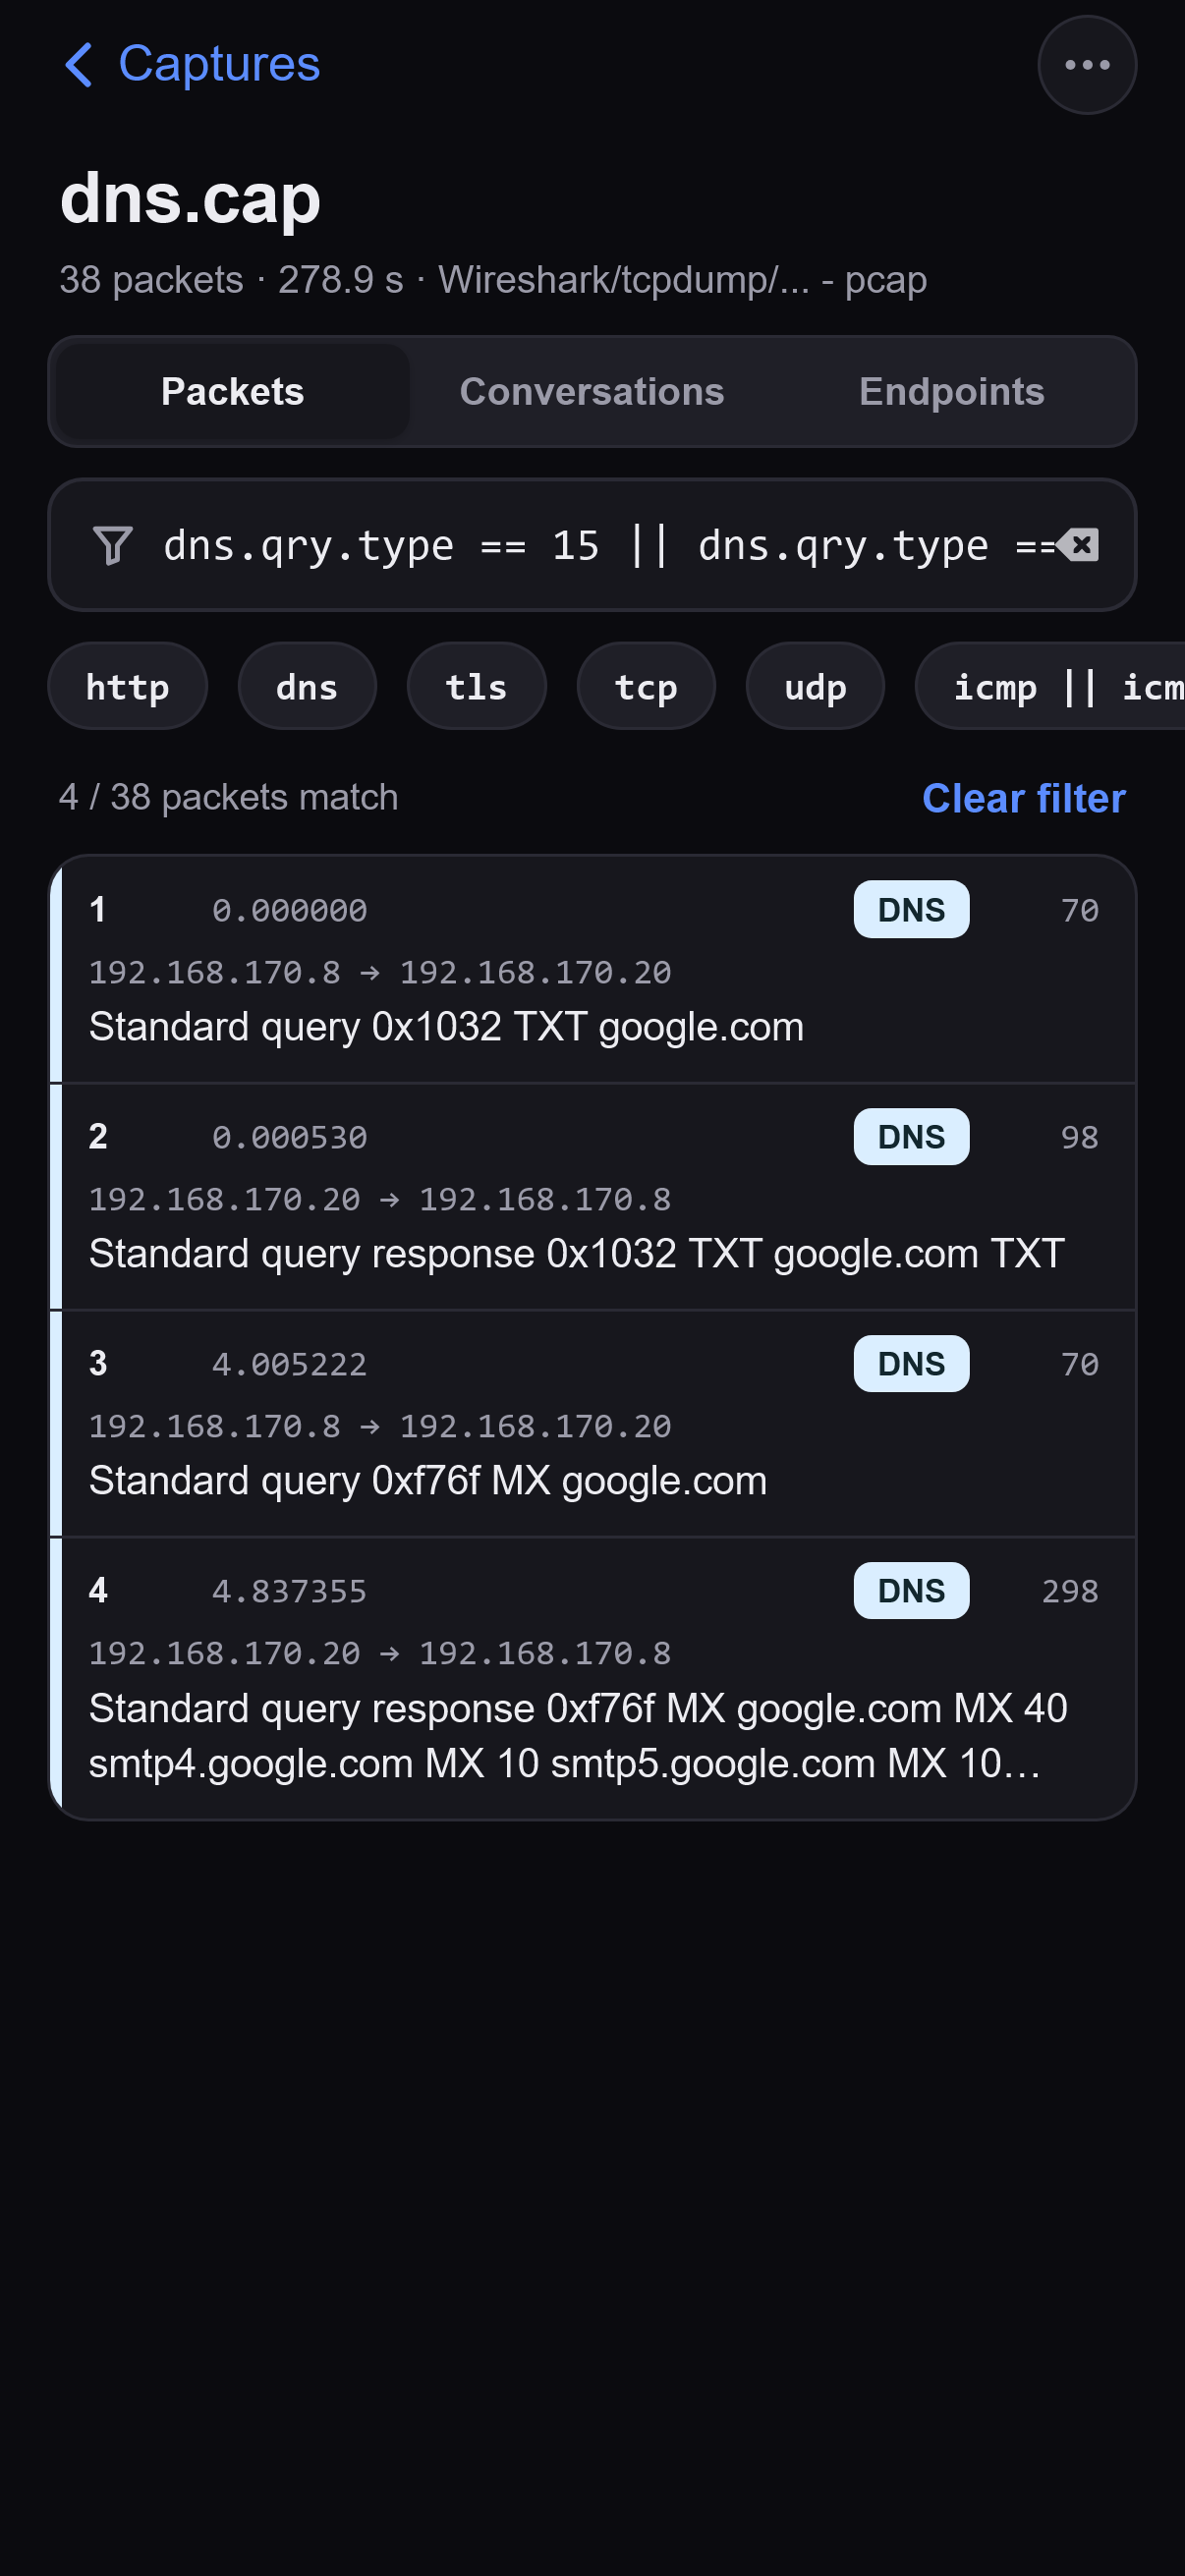 Captures
dns.cap
38 packets · 278.9 s · Wireshark/tcpdump/... - pcap
Packets Conversations Endpoints
dns.qry.type == 15 || dns.qry.type ==
http dns tls tcp udp icmp || icm
4 / 38 packets match Clear filter
1 0.000000 DNS 70
192.168.170.8 → 192.168.170.20
Standard query 0x1032 TXT google.com
2 0.000530 DNS 98
192.168.170.20 → 192.168.170.8
Standard query response 0x1032 TXT google.com TXT
3 4.005222 DNS 70
192.168.170.8 → 192.168.170.20
Standard query 0xf76f MX google.com
4 4.837355 DNS 298
192.168.170.20 → 192.168.170.8
Standard query response 0xf76f MX google.com MX 40
smtp4.google.com MX 10 smtp5.google.com MX 10…